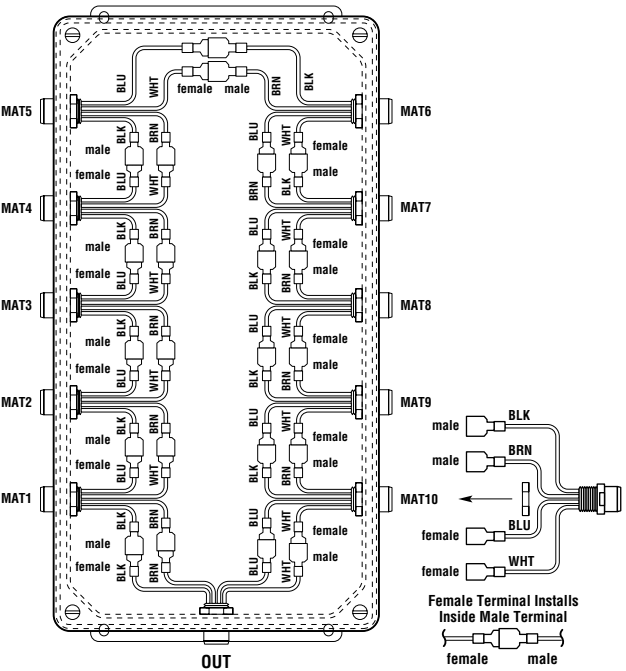 BLU WHT female male BRN BLK
MAT5 MAT6
BLK BRN BLU WHT
male female
female male
BLU WHT BRN BLK
MAT4 MAT7
BLK BRN BLU WHT
male female
female male
BLU WHT BLK BRN
MAT3 MAT8
BLK BRN BLU WHT
male female
female male
BLU WHT BLK BRN
MAT2 MAT9
BLK BRN BLU WHT
male female
female male
BLU WHT BLK BRN
MAT1 MAT10
BLK BRN BLU WHT
male female
female male
BLK BRN BLU WHT
OUT
male BLK
male BRN
female BLU
female WHT
Female Terminal Installs
Inside Male Terminal
female male